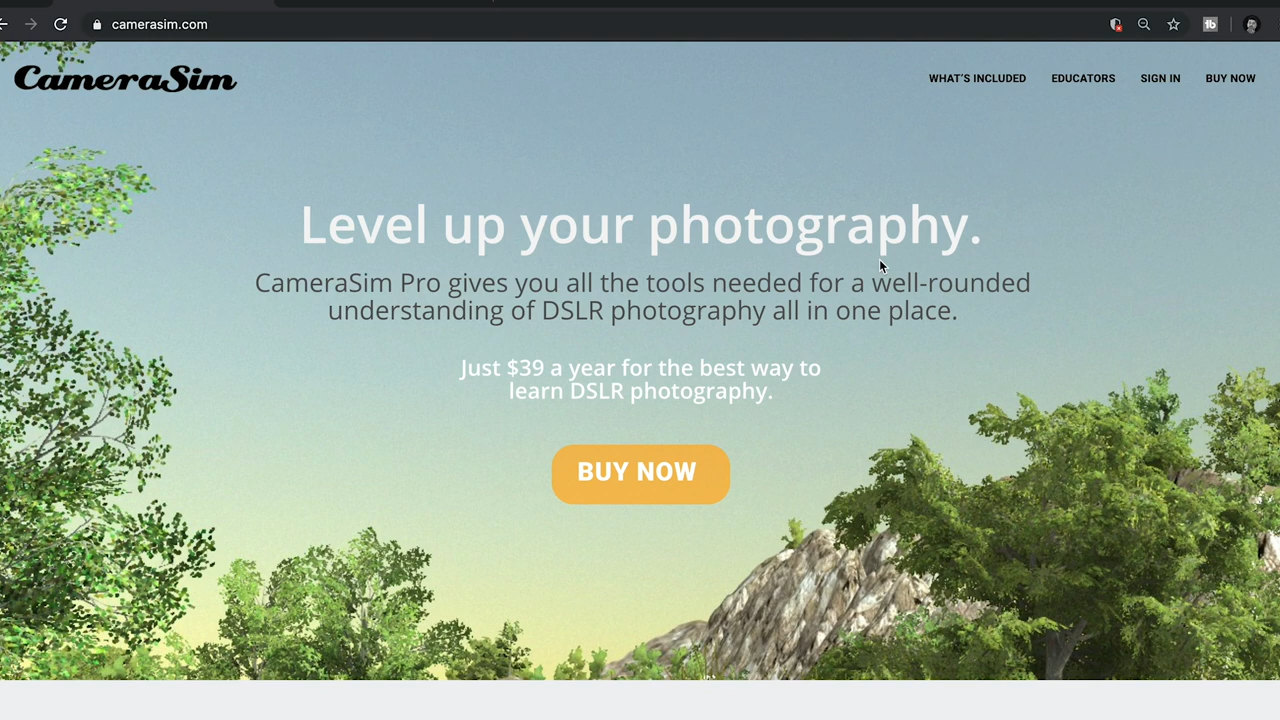 camerasim.com
CameraSim
WHAT'S INCLUDED EDUCATORS SIGN IN BUY NOW
Level up your photography.
CameraSim Pro gives you all the tools needed for a well-rounded
understanding of DSLR photography all in one place.
Just $39 a year for the best way to
learn DSLR photography.
BUY NOW